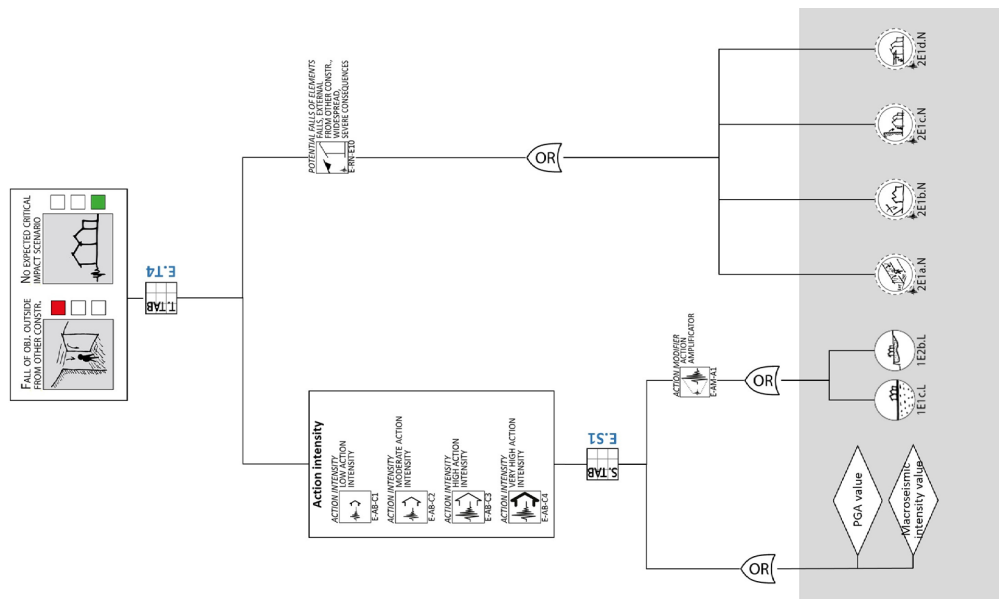 FALL OF OBJ. OUTSIDE
FROM OTHER CONSTR.
NO EXPECTED CRITICAL
IMPACT SCENARIO
T. TAB
E.T4
Action intensity
ACTION INTENSITY
LOW ACTION
INTENSITY
E-AB-C1
ACTION INTENSITY
MODERATE ACTION
INTENSITY
E-AB-C2
ACTION INTENSITY
HIGH ACTION
INTENSITY
E-AB-C3
ACTION INTENSITY
VERY HIGH ACTION
INTENSITY
E-AB-C4
POTENTIAL FALLS OF ELEMENTS
FALLS, EXTERNAL
FROM OTHER CONSTR.,
WIDESPREAD,
SEVERE CONSEQUENCES
E-RN-E10
S. TAB
E.S1
ACTION MODIFIER
ACTION
AMPLIFICATOR
E-AM-A1
OR
OR
OR
PGA value
Macroseismic
intensity value
1E1c.L
1E2b.L
2E1a.N
2E1b.N
2E1c.N
2E1d.N